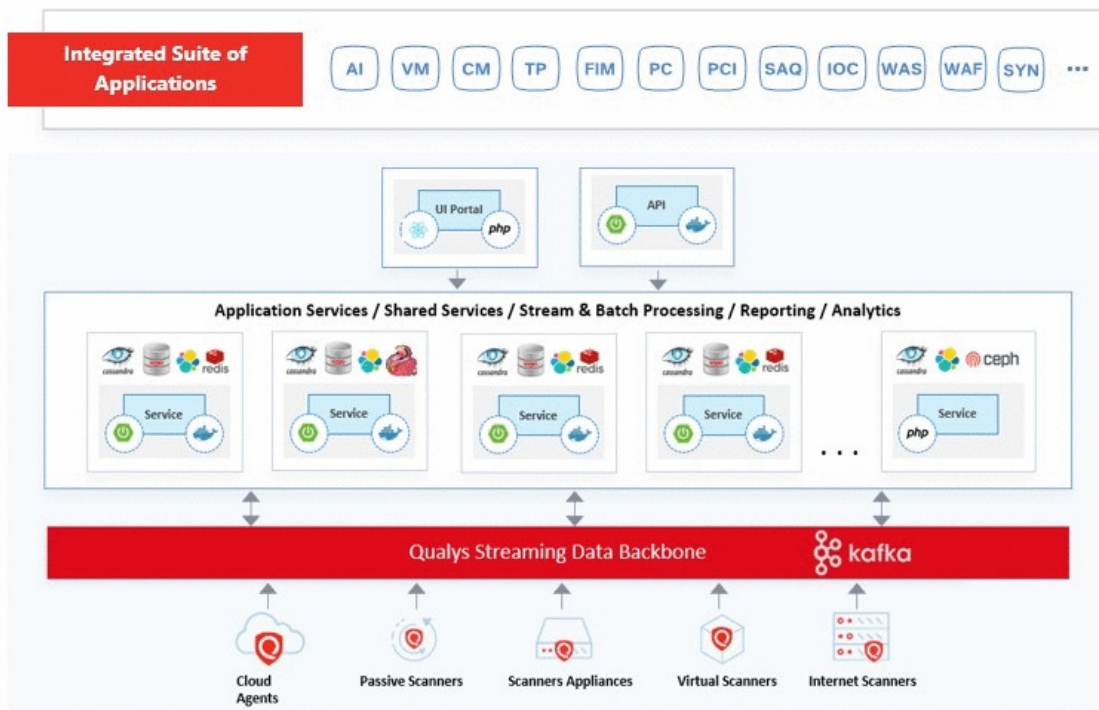 Integrated Suite of
Applications
AI VM CM TP FIM PC PCI SAQ IOC WAS WAF SYN ...
UI Portal
php
API
Application Services / Shared Services / Stream & Batch Processing / Reporting / Analytics
cassandra redis cassandra cassandra redis cassandra redis cassandra ceph
Service Service Service Service Service
php
. . .
Qualys Streaming Data Backbone kafka
Cloud
Agents
Passive Scanners
Scanners Appliances
Virtual Scanners
Internet Scanners